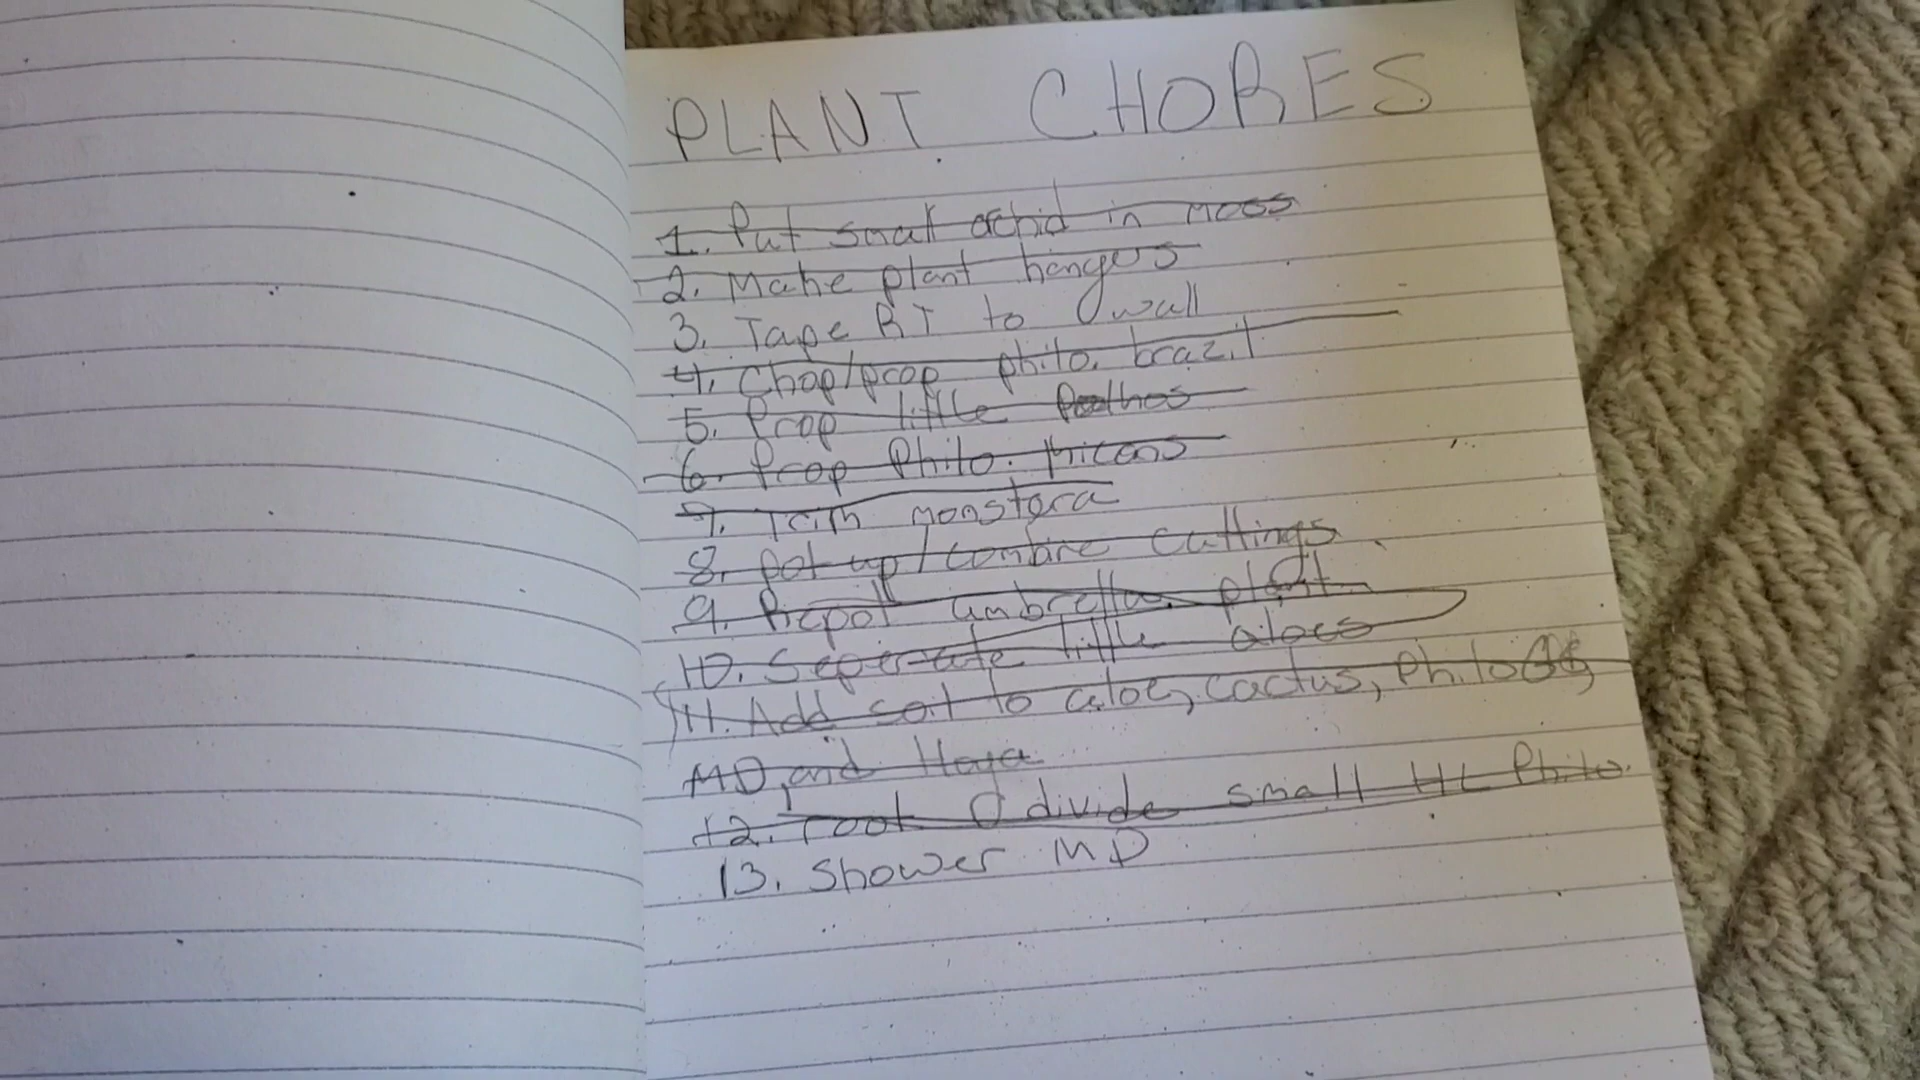 PLANT CHORES
1. Put small orchid in moss
2. Make plant hangers
3. Tape RT to wall
4. Chop/prop philo. brazil
5. Prop little Pothos
6. Prop Philo. Micans
7. Trim monstera
8. pot up/combine cuttings
9. Repot umbrella plant
10. Seperate little aloes
11. Add soil to aloe, cactus, Philo
MD, and Hoya
12. root divide small HL Philo.
13. Shower MD